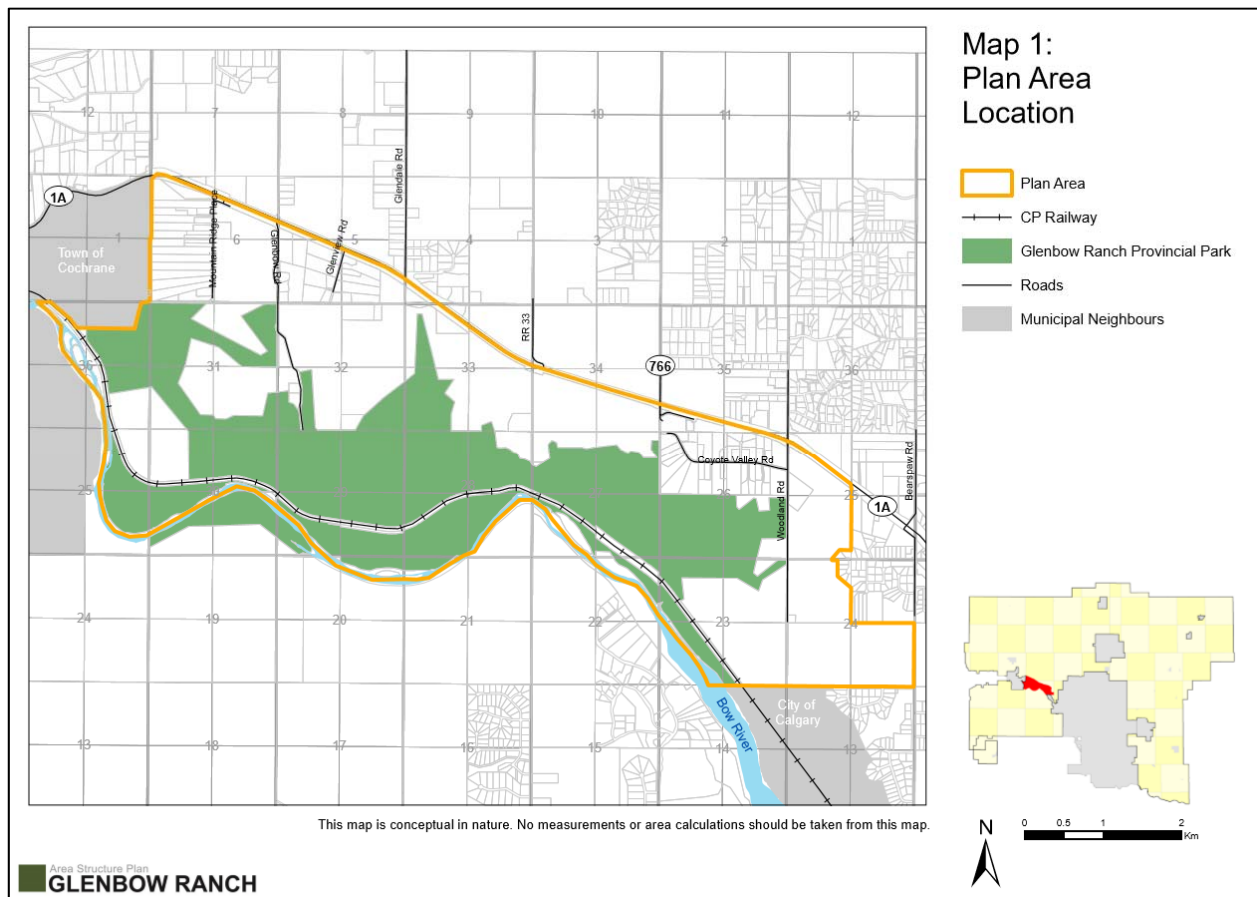 Map 1:
Plan Area
Location
Plan Area
CP Railway
Glenbow Ranch Provincial Park
Roads
Municipal Neighbours
12
7
8
9
10
11
12
1A
Glendale Rd
Mountain Ridge Place
Glenbow Rd
Glenview Rd
Town of
Cochrane
1
6
5
4
3
2
1
RR 33
766
36
31
32
33
34
35
36
Coyote Valley Rd
Woodland Rd
Bearspaw Rd
1A
25
30
29
28
27
26
25
24
19
20
21
22
23
24
City of
Calgary
Bow River
13
18
17
16
15
14
13
This map is conceptual in nature. No measurements or area calculations should be taken from this map.
N
0 0.5 1 2
Km
Area Structure Plan
GLENBOW RANCH